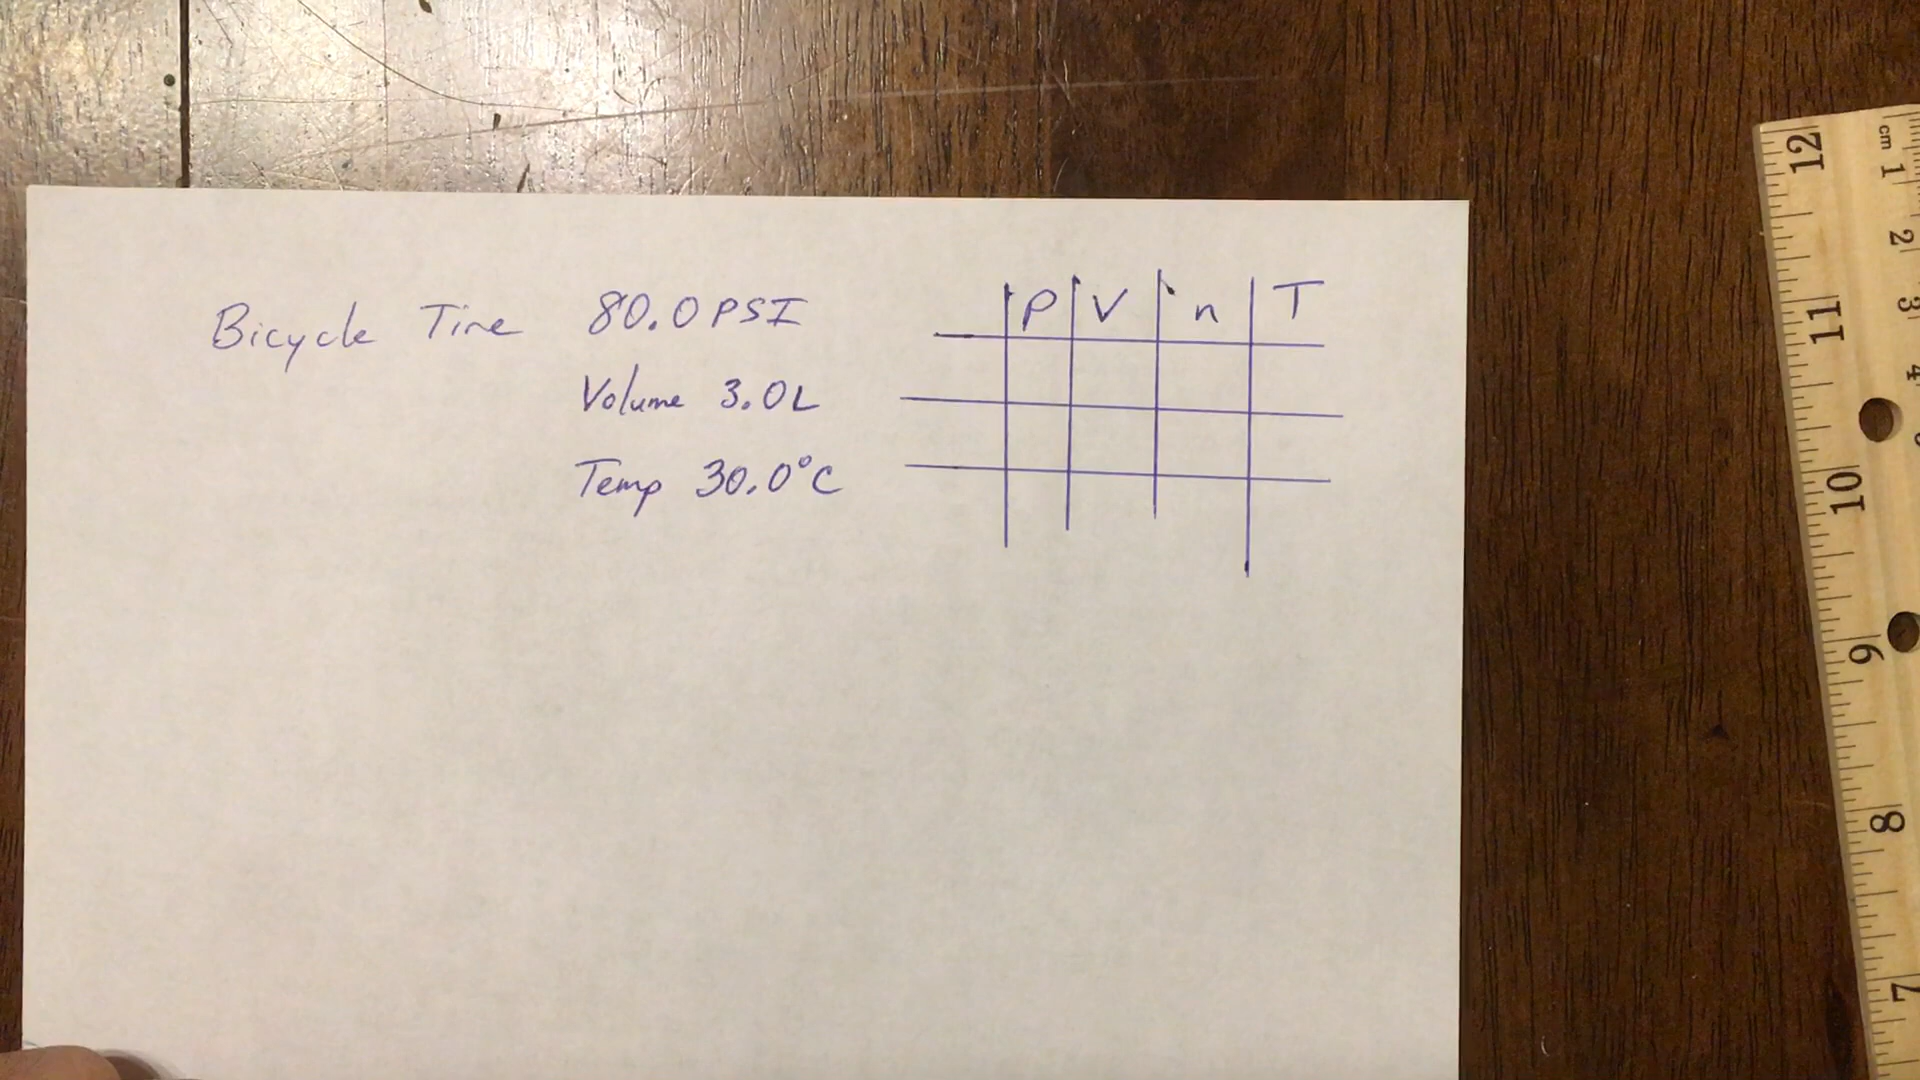 Bicycle Tire 80.0 PSI
Volume 3.0L
Temp 30.0°C
P V n T
cm 1 2 3 4
12 11 10 9 8 7